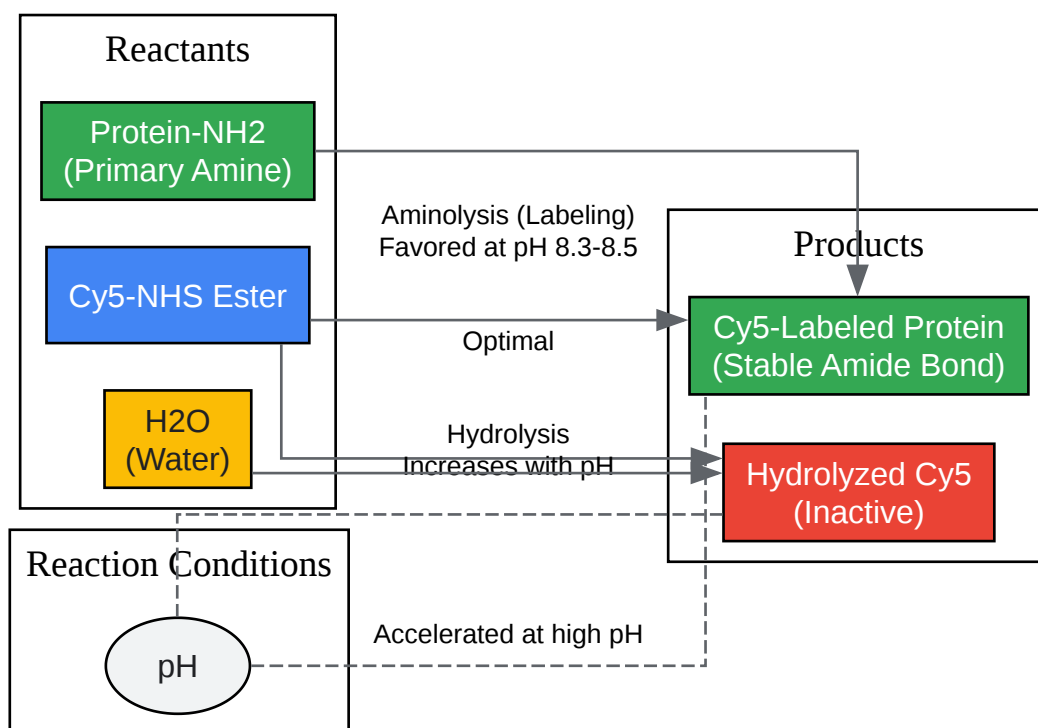 Reactants
Protein-NH2
(Primary Amine)
Cy5-NHS Ester
H2O
(Water)
Aminolysis (Labeling)
Favored at pH 8.3-8.5
Optimal
Hydrolysis
Increases with pH
Products
Cy5-Labeled Protein
(Stable Amide Bond)
Hydrolyzed Cy5
(Inactive)
Reaction Conditions
pH
Accelerated at high pH